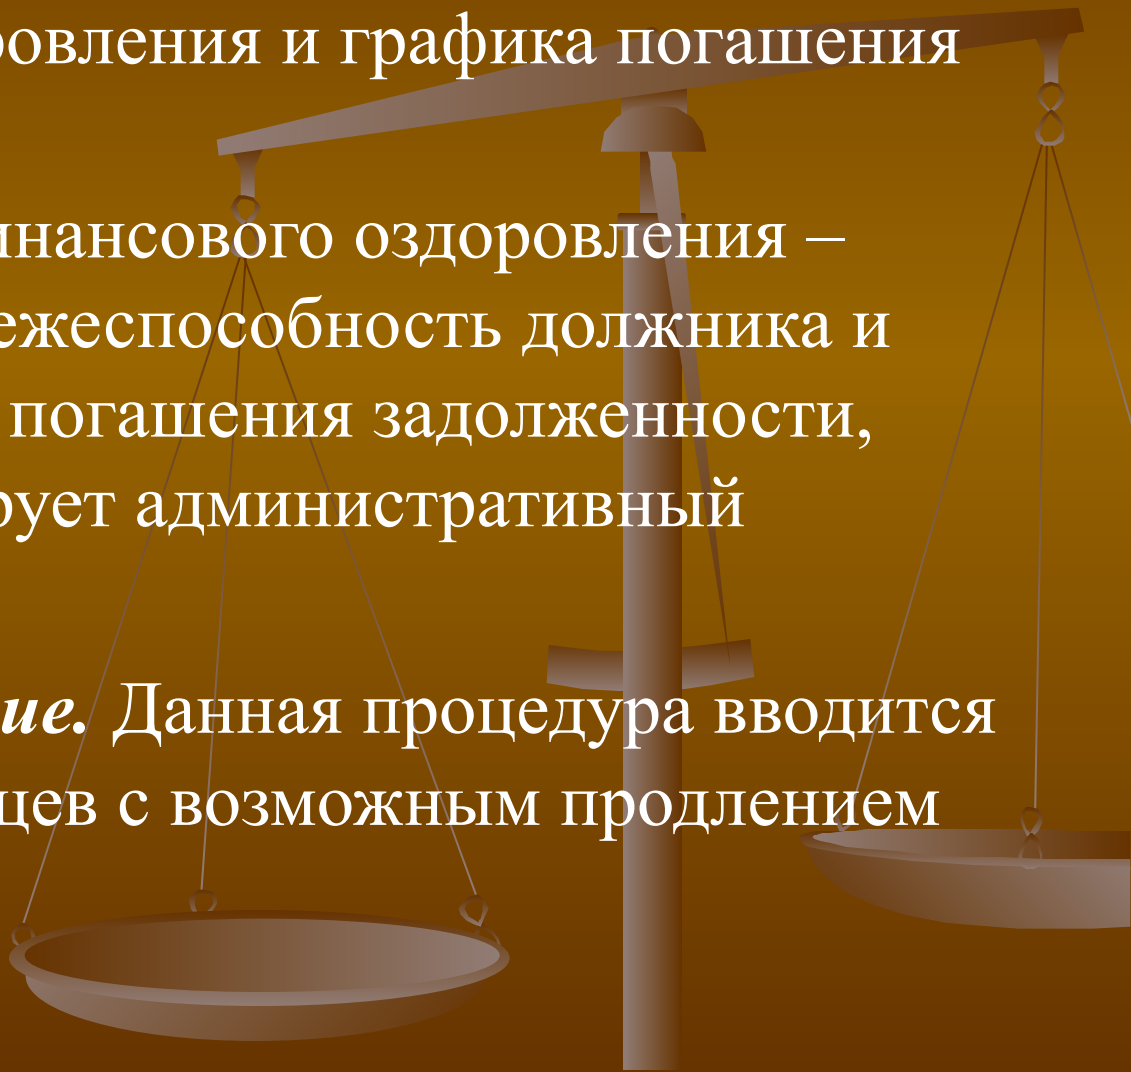 ровления и графика погашения
инансового оздоровления –
ежеспособность должника и
погашения задолженности,
рует административный
ие. Данная процедура вводится
цев с возможным продлением